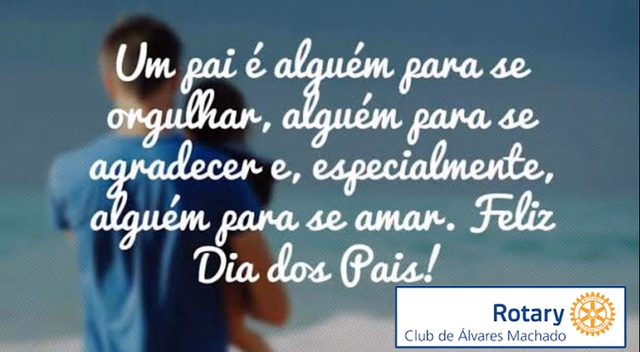 Um pai é alguém para se
orgulhar, alguém para se
agradecer e, especialmente,
alguém para se amar. Feliz
Dia dos Pais!
Rotary
Club de Álvares Machado